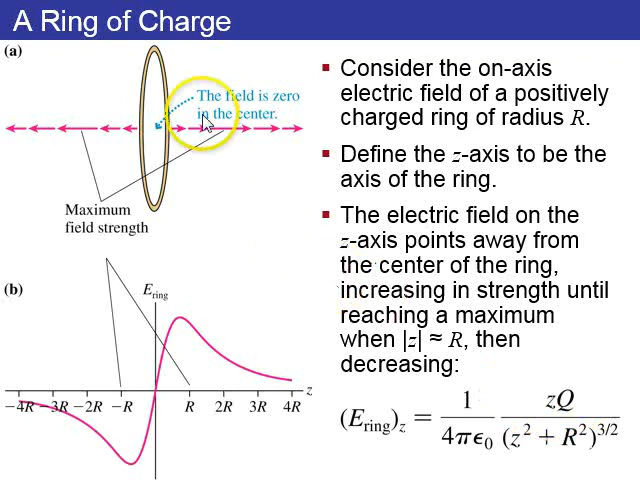 A Ring of Charge
(a)
The field is zero
in the center.
Maximum
field strength
(b)
E_ring
z
−4R −3R −2R −R R 2R 3R 4R
▪ Consider the on-axis
electric field of a positively
charged ring of radius R.
▪ Define the z-axis to be the
axis of the ring.
▪ The electric field on the
z-axis points away from
the center of the ring,
increasing in strength until
reaching a maximum
when |z| ≈ R, then
decreasing:
(E_ring)_z = 1/(4πϵ₀) zQ/(z² + R²)^{3/2}